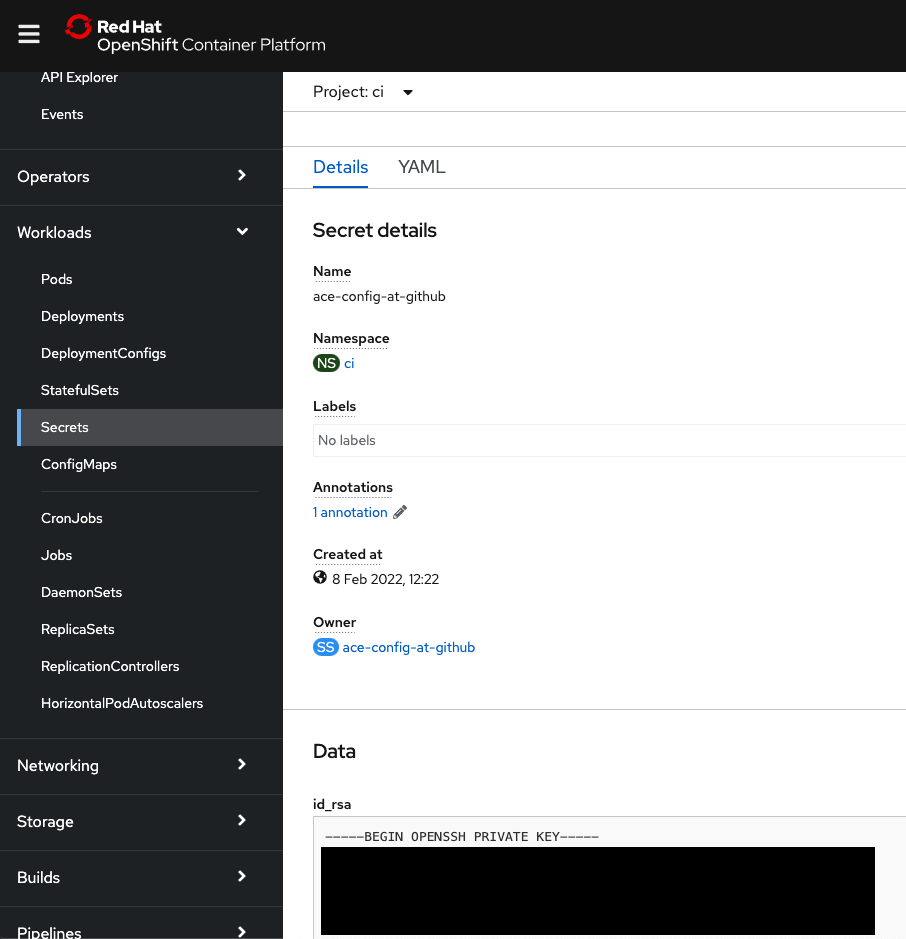 Red Hat
OpenShift Container Platform
API Explorer
Events
Operators
Workloads
Pods
Deployments
DeploymentConfigs
StatefulSets
Secrets
ConfigMaps
CronJobs
Jobs
DaemonSets
ReplicaSets
ReplicationControllers
HorizontalPodAutoscalers
Networking
Storage
Builds
Pipelines
Project: ci
Details YAML
Secret details
Name
ace-config-at-github
Namespace
NS ci
Labels
No labels
Annotations
1 annotation
Created at
8 Feb 2022, 12:22
Owner
SS ace-config-at-github
Data
id_rsa
-----BEGIN OPENSSH PRIVATE KEY-----